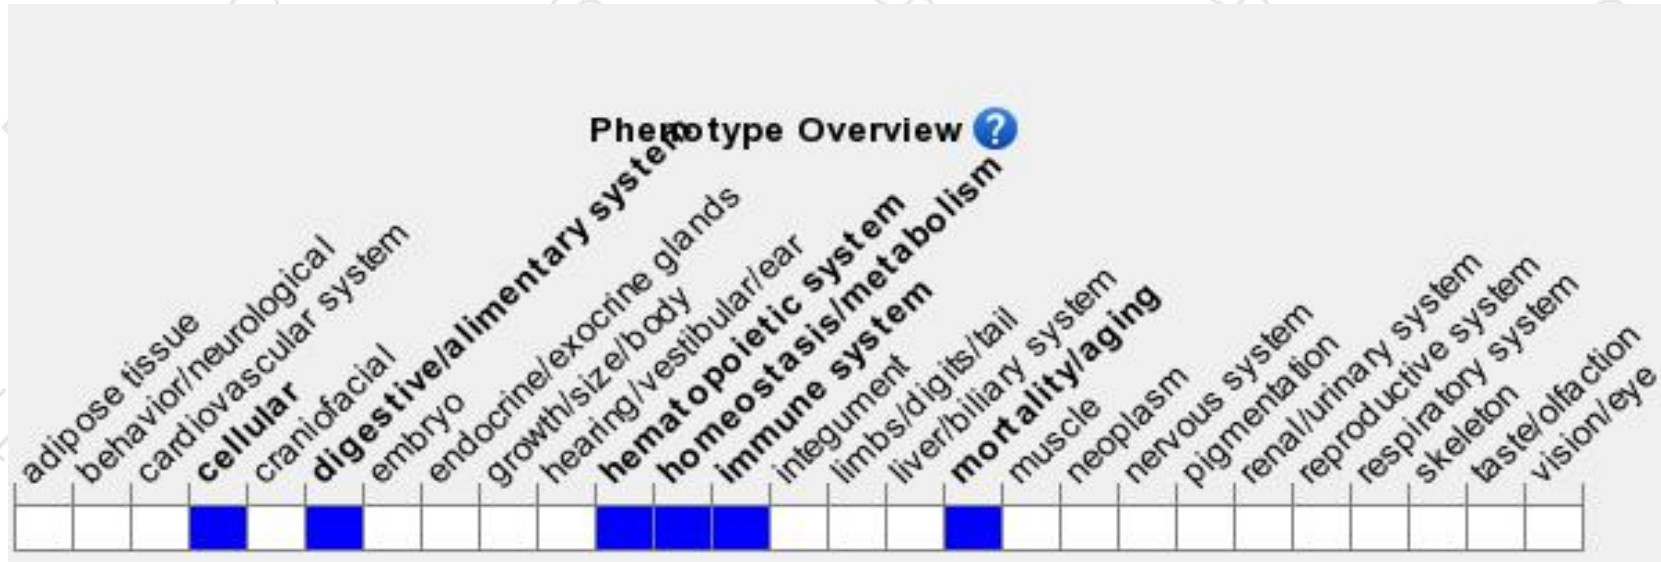 Phenotype Overview ?
adipose tissue
behavior/neurological
cardiovascular system
cellular
craniofacial
digestive/alimentary system
embryo
endocrine/exocrine glands
growth/size/body
hearing/vestibular/ear
hematopoietic system
homeostasis/metabolism
immune system
integument
limbs/digits/tail
liver/biliary system
mortality/aging
muscle
neoplasm
nervous system
pigmentation
renal/urinary system
reproductive system
respiratory system
skeleton
taste/olfaction
vision/eye